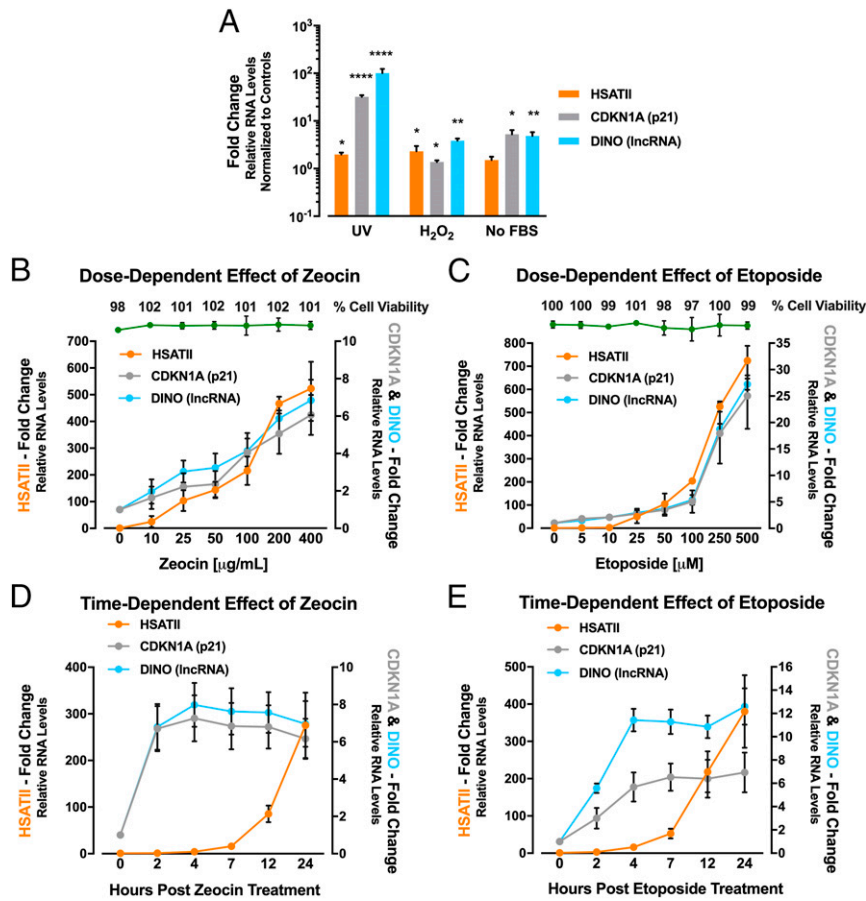 A
Fold Change
Relative RNA Levels
Normalized to Controls
10³
10²
10¹
10⁰
10⁻¹
* **** ****
* * **
* **
UV H₂O₂ No FBS
HSATII
CDKN1A (p21)
DINO (lncRNA)
B
Dose-Dependent Effect of Zeocin
98 102 101 102 101 102 101 % Cell Viability
HSATII
CDKN1A (p21)
DINO (lncRNA)
HSATII - Fold Change
Relative RNA Levels
700
600
500
400
300
200
100
0
10
8
6
4
2
0
CDKN1A & DINO - Fold Change
Relative RNA Levels
0 10 25 50 100 200 400
Zeocin [µg/mL]
C
Dose-Dependent Effect of Etoposide
100 100 99 101 98 97 100 99 % Cell Viability
HSATII
CDKN1A (p21)
DINO (lncRNA)
HSATII - Fold Change
Relative RNA Levels
800
700
600
500
400
300
200
100
0
35
30
25
20
15
10
5
0
CDKN1A & DINO - Fold Change
Relative RNA Levels
0 5 10 25 50 100 250 500
Etoposide [µM]
D
Time-Dependent Effect of Zeocin
HSATII
CDKN1A (p21)
DINO (lncRNA)
HSATII - Fold Change
Relative RNA Levels
400
300
200
100
0
10
8
6
4
2
0
CDKN1A & DINO - Fold Change
Relative RNA Levels
0 2 4 7 12 24
Hours Post Zeocin Treatment
E
Time-Dependent Effect of Etoposide
HSATII
CDKN1A (p21)
DINO (lncRNA)
HSATII - Fold Change
Relative RNA Levels
500
400
300
200
100
0
16
14
12
10
8
6
4
2
0
CDKN1A & DINO - Fold Change
Relative RNA Levels
0 2 4 7 12 24
Hours Post Etoposide Treatment